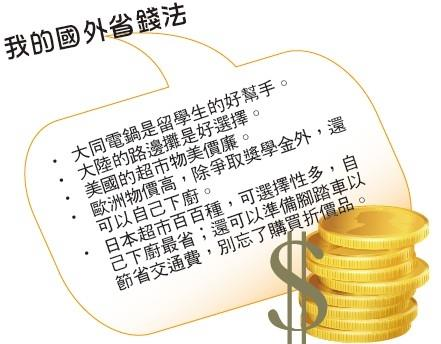 我的國外省錢法
• 大同電鍋是留學生的好幫手。
• 大陸的路邊攤是好選擇。
• 美國的超市物美價廉。
• 歐洲物價高，除爭取獎學金外，還
可以自己下廚。
• 日本超市百百種，可選擇性多，自
己下廚最省；還可以準備腳踏車以
節省交通費，別忘了購買折價品。
$